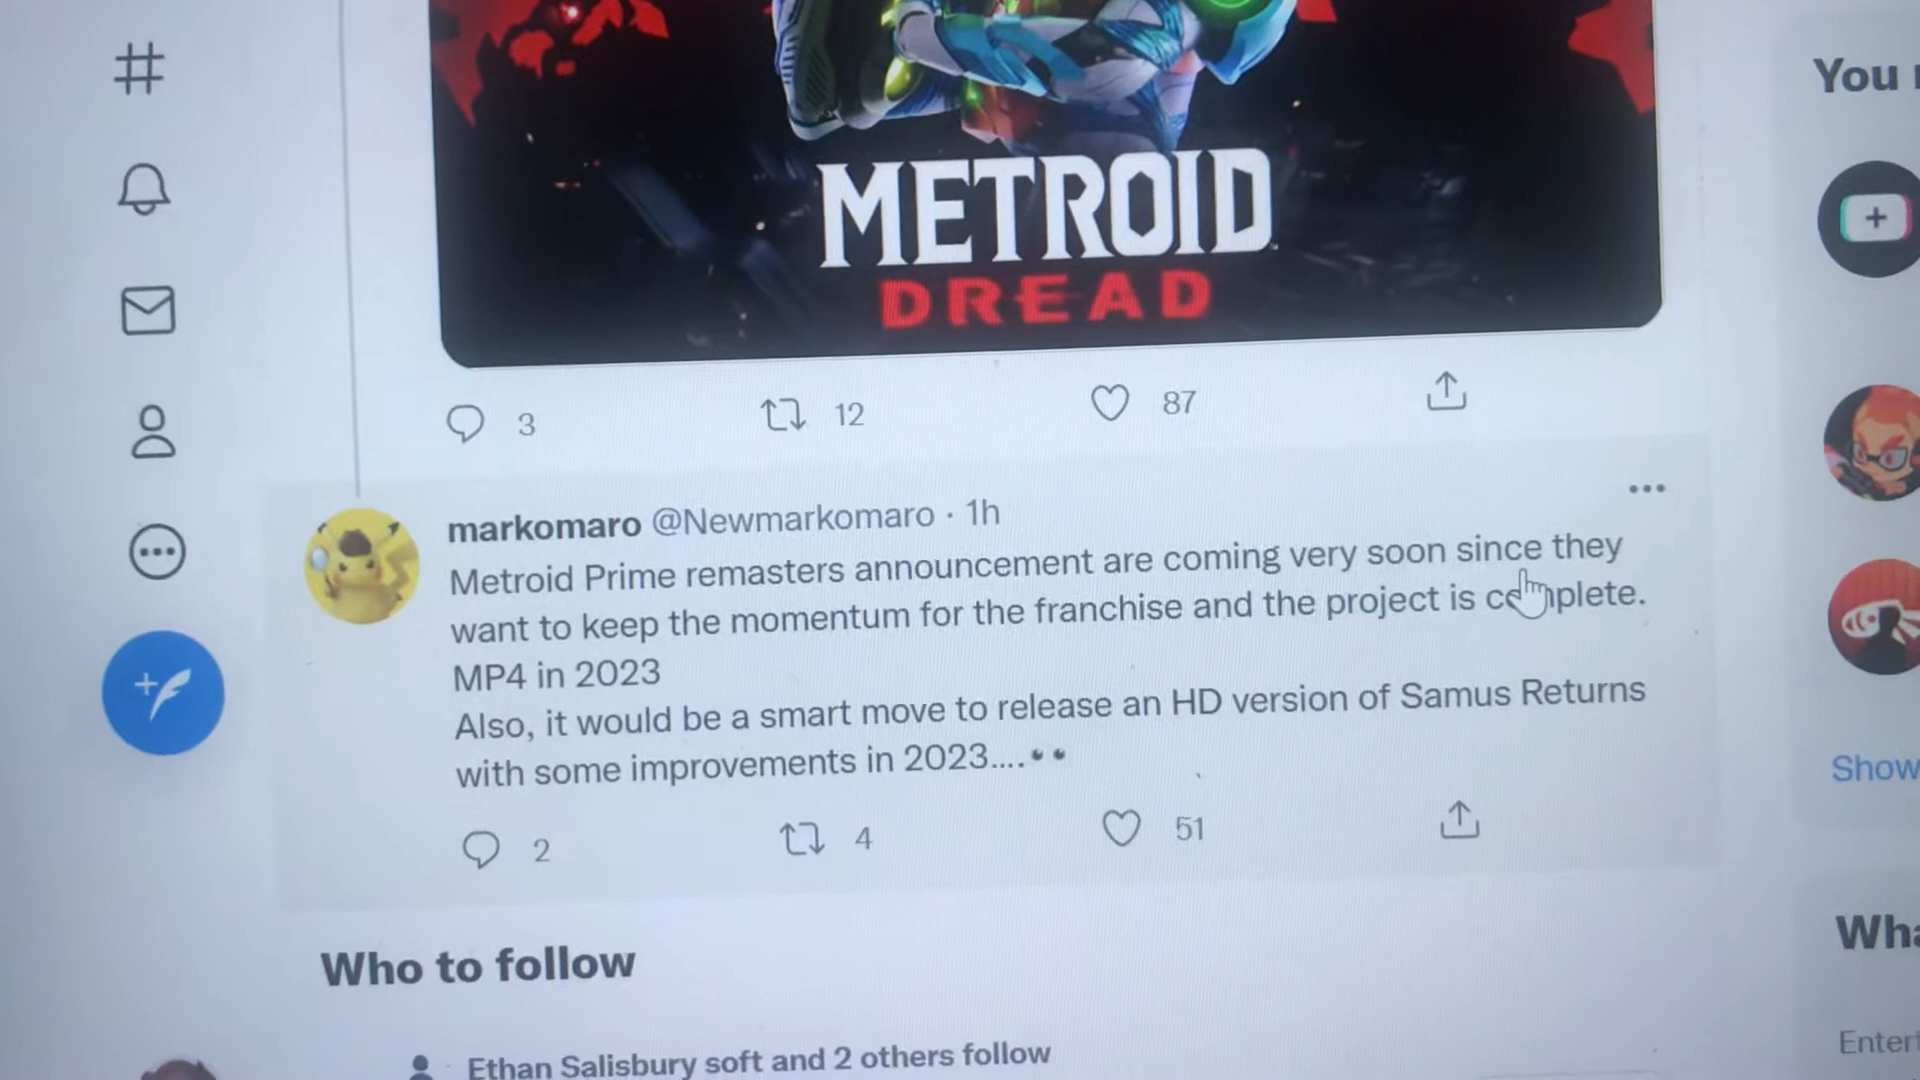 METROID
DREAD
You
3 12 87
markomaro @Newmarkomaro · 1h
Metroid Prime remasters announcement are coming very soon since they
want to keep the momentum for the franchise and the project is complete.
MP4 in 2023
Also, it would be a smart move to release an HD version of Samus Returns
with some improvements in 2023....👀
2 4 51
Show
Who to follow
Ethan Salisbury soft and 2 others follow